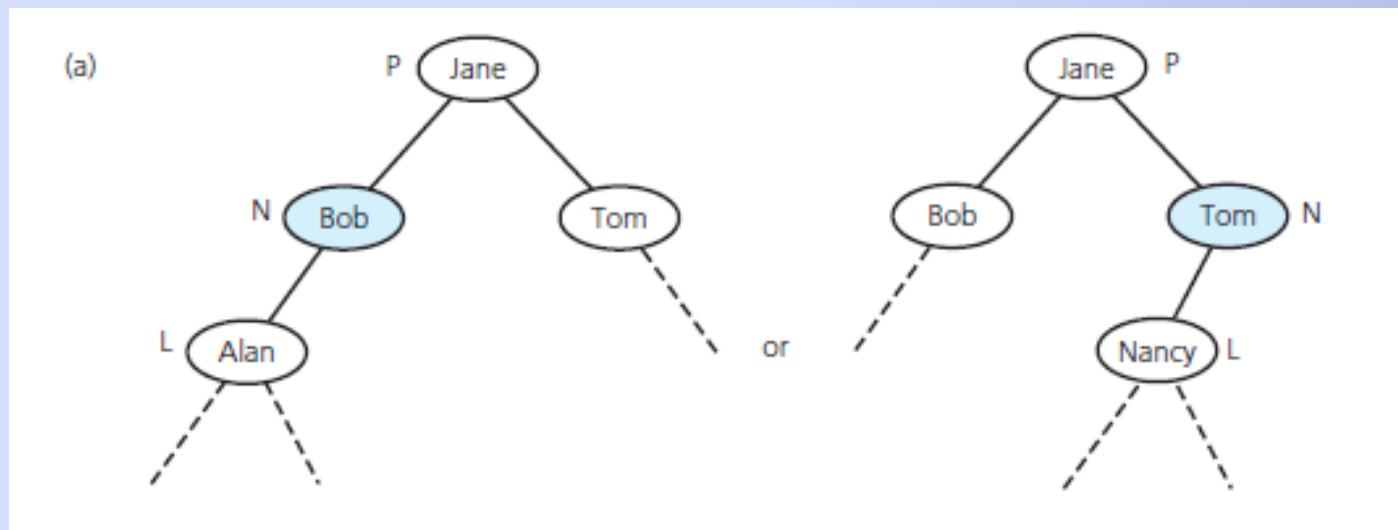 (a)
P Jane
N Bob
Tom
L Alan
or
Jane P
Bob
Tom N
Nancy L